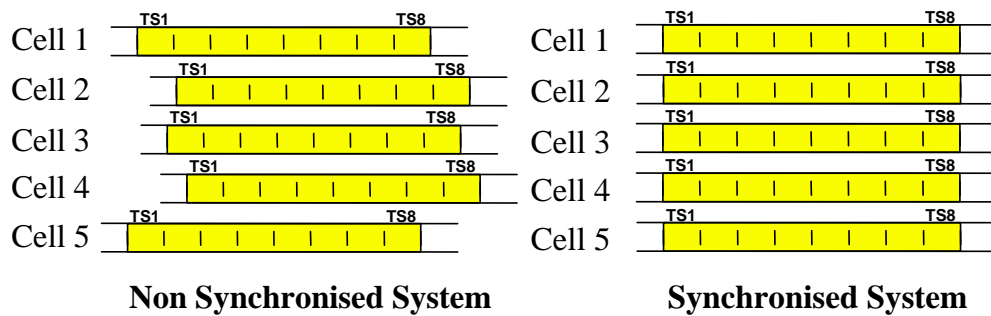 TS1 TS8 TS1 TS8
Cell 1 Cell 1
TS1 TS8 TS1 TS8
Cell 2 Cell 2
TS1 TS8 TS1 TS8
Cell 3 Cell 3
TS1 TS8 TS1 TS8
Cell 4 Cell 4
TS1 TS8 TS1 TS8
Cell 5 Cell 5
Non Synchronised System Synchronised System